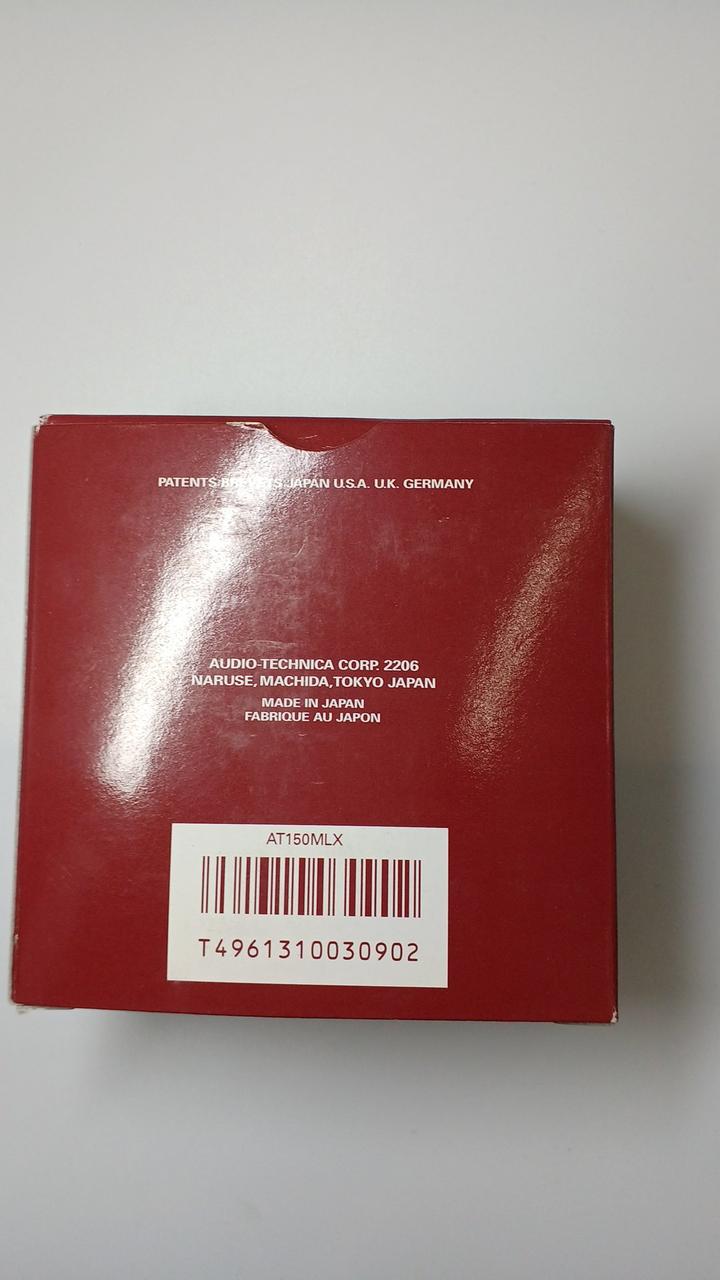 PATENTS BREVETS JAPAN U.S.A. U.K. GERMANY
AUDIO-TECHNICA CORP. 2206
NARUSE, MACHIDA, TOKYO JAPAN
MADE IN JAPAN
FABRIQUE AU JAPON
AT150MLX
T4961310030902